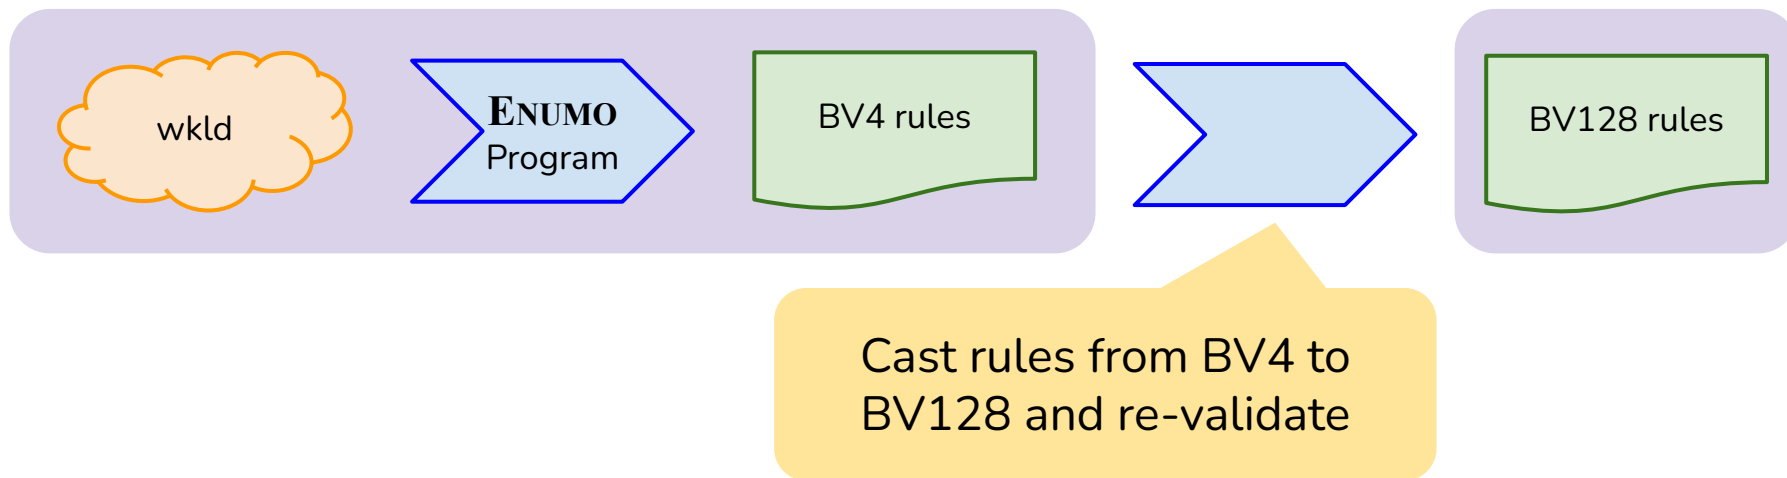 wkld
ENUMO
Program
BV4 rules
BV128 rules
Cast rules from BV4 to
BV128 and re-validate